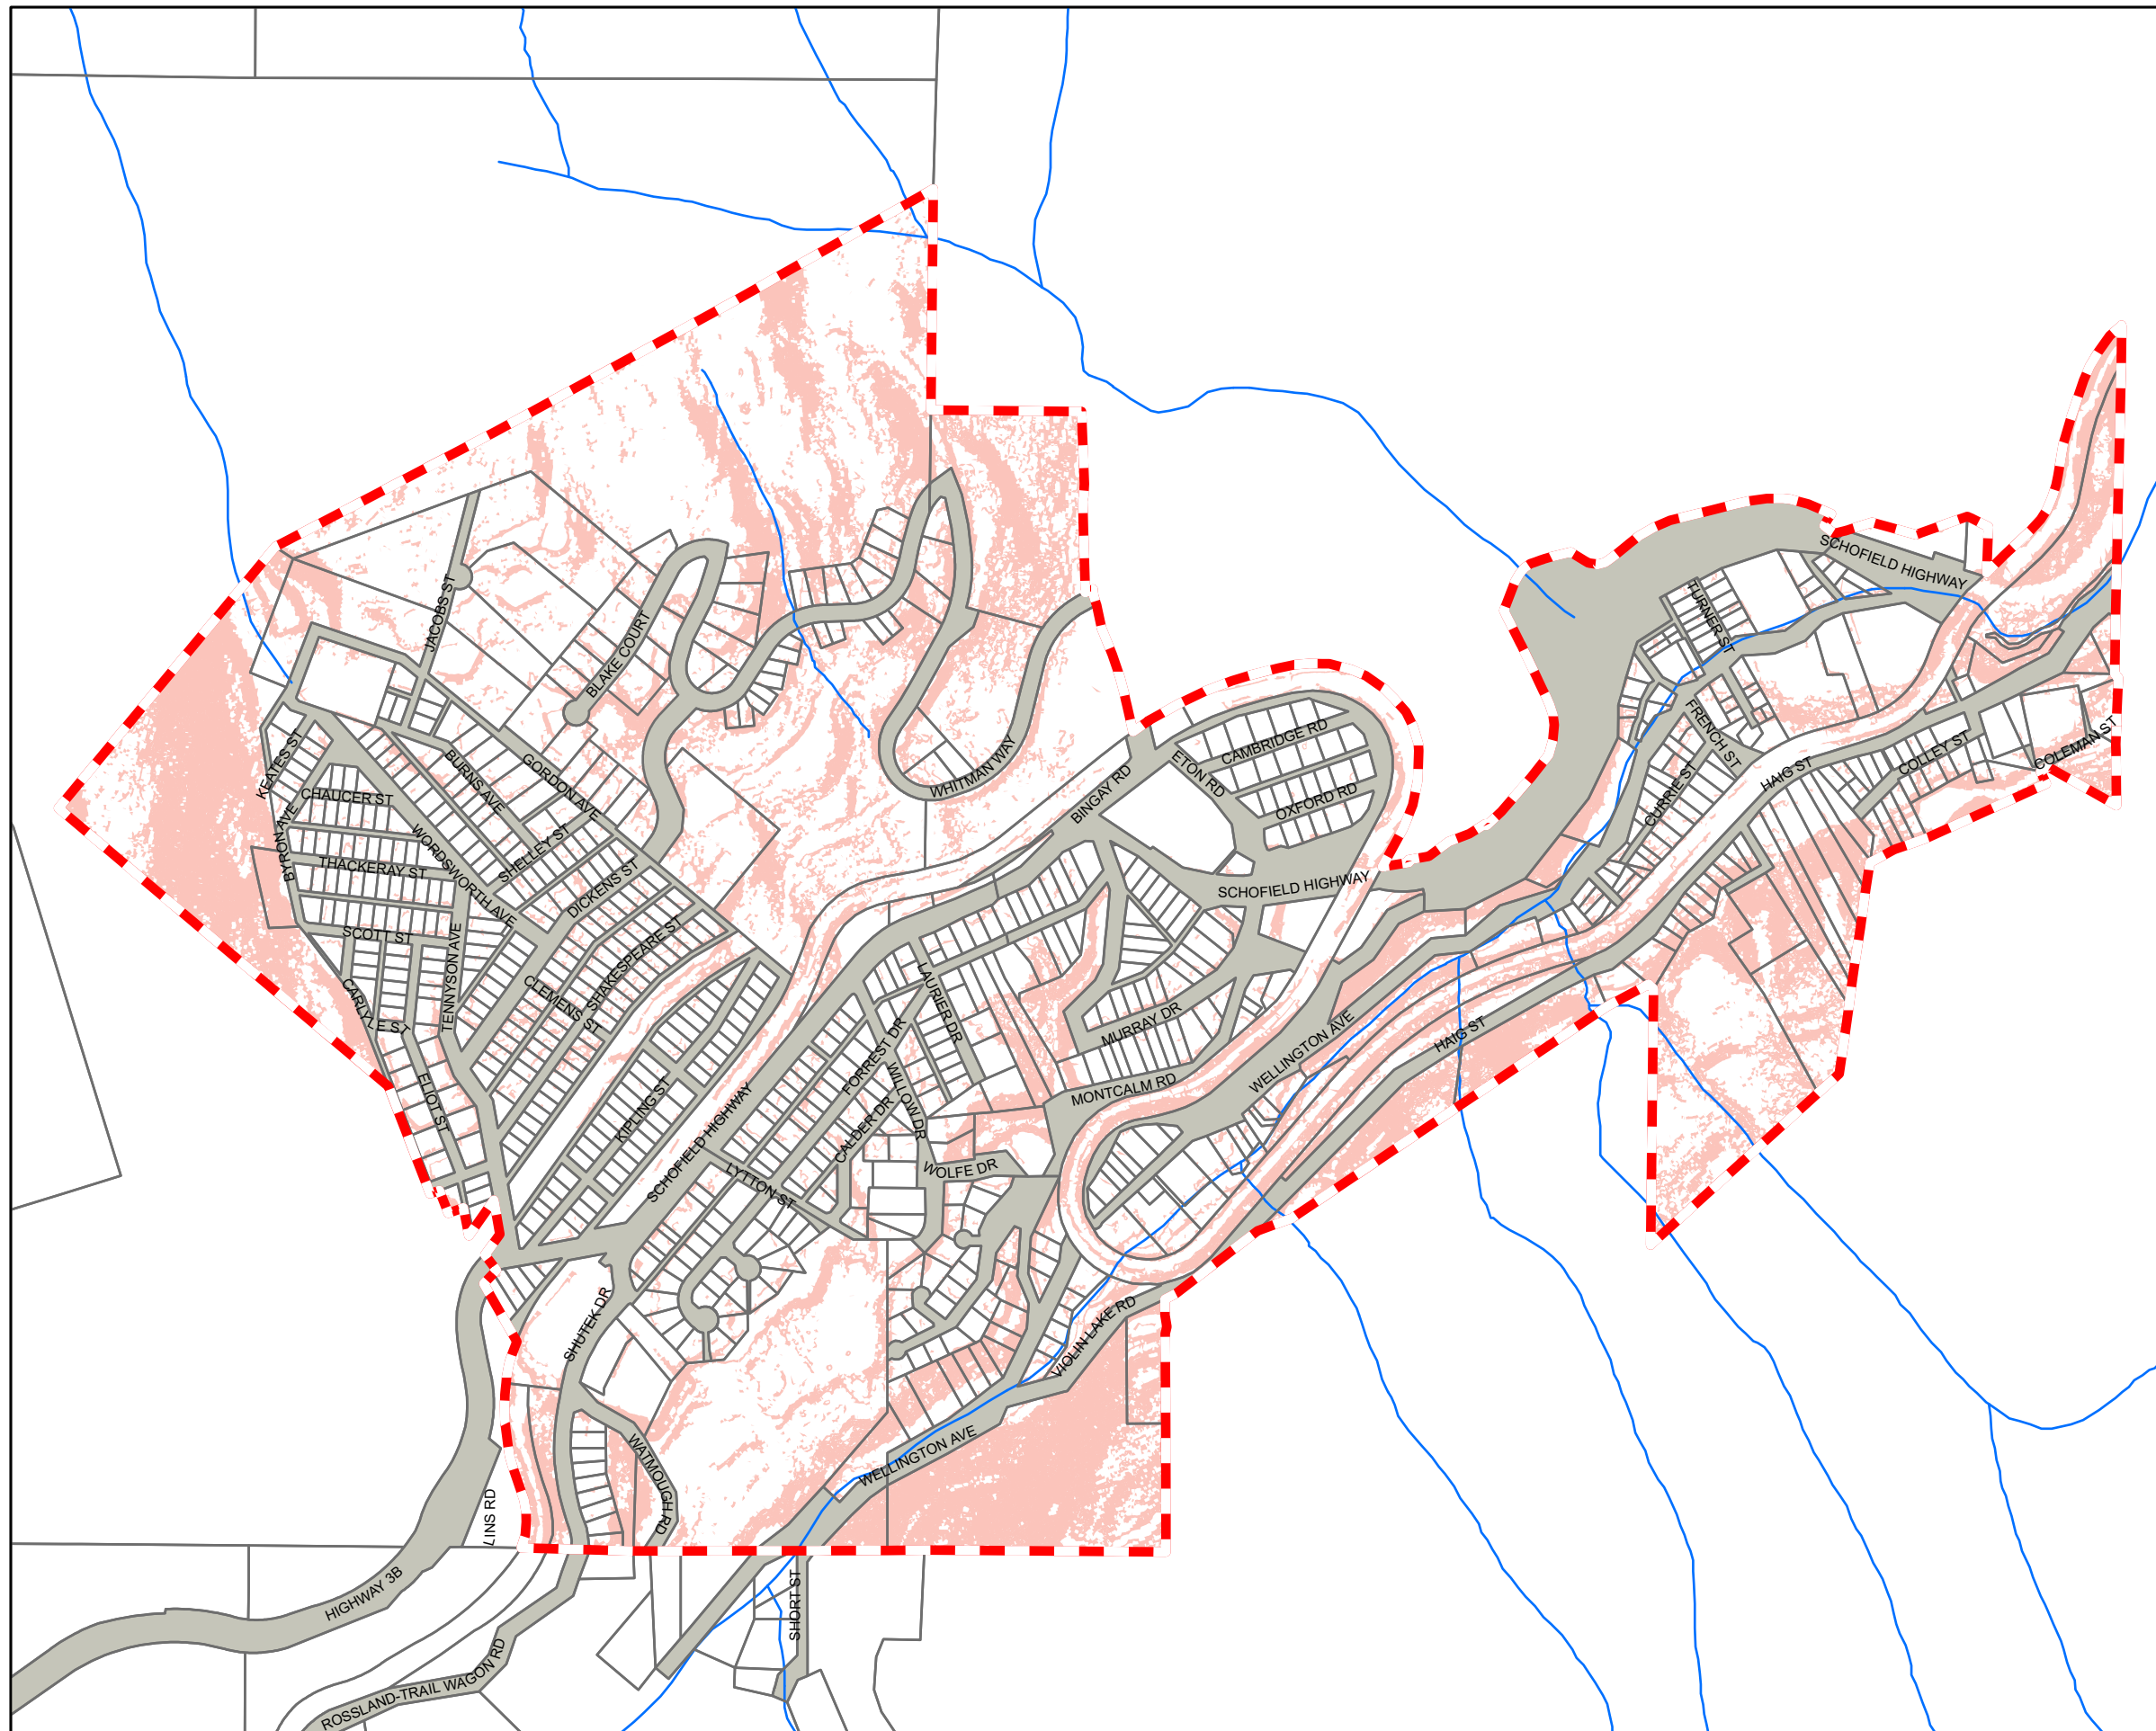 SCHOFIELD HIGHWAY
JACOBS ST
TURNER ST
BLAKE COURT
KEATES ST
BURNS AVE
GORDON AVE
WHITMAN WAY
BINGAY RD
ETON RD
CAMBRIDGE RD
OXFORD RD
FRENCH ST
HAIG ST
CURRIE ST
COLLEY ST
COLEMAN ST
CHAUCER ST
BYRON AVE
WORDSWORTH AVE
SHELLEY ST
THACKERAY ST
DICKENS ST
SCHOFIELD HIGHWAY
SCOTT ST
TENNYSON AVE
SHAKESPEARE ST
CARLYLE ST
CLEMENS ST
LAURIER DR
MURRAY DR
HAIG ST
WELLINGTON AVE
ELIOT ST
KIPLING ST
FORREST DR
WILLOW DR
CALDER DR
MONTCALM RD
SCHOFIELD HIGHWAY
LYTTON ST
WOLFE DR
SHUTEK DR
VIOLIN LAKE RD
WATMOUGH RD
WELLINGTON AVE
LINS RD
HIGHWAY 3B
SHORT ST
ROSSLAND-TRAIL WAGON RD